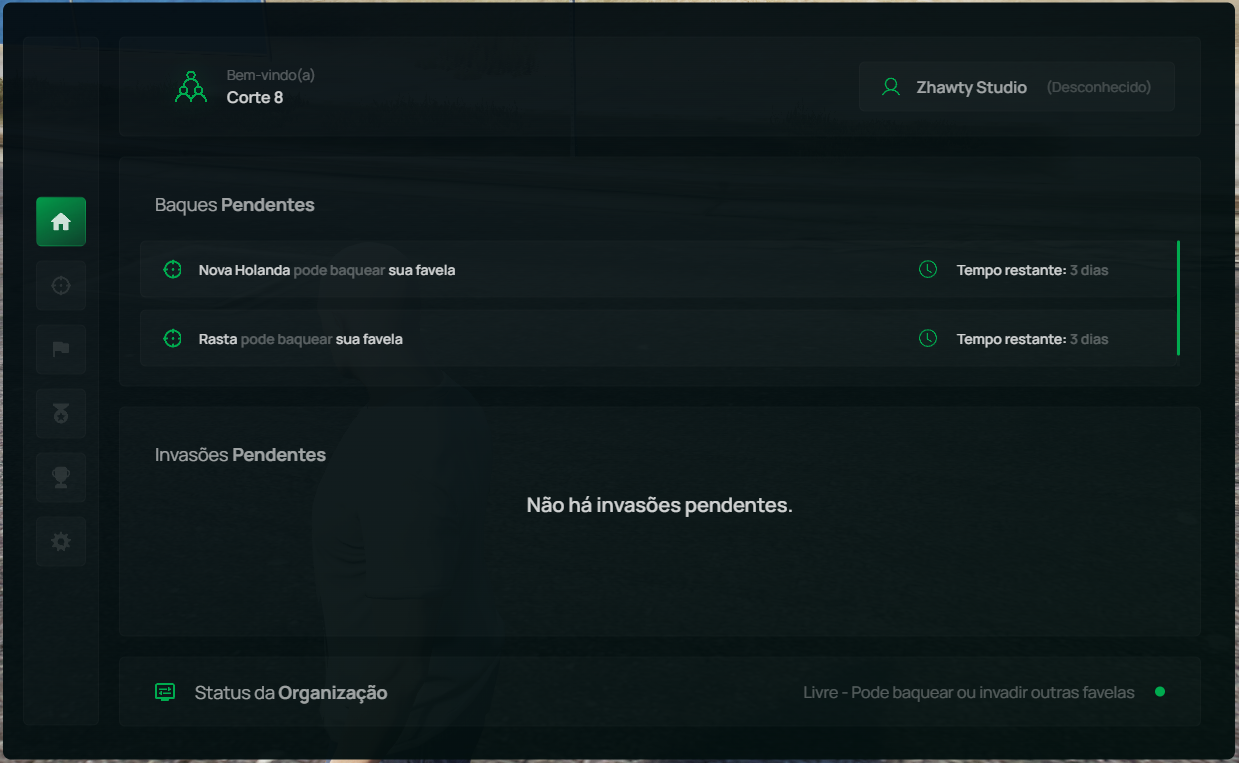 Bem-vindo(a)
Corte 8
Zhawty Studio (Desconhecido)
Baques Pendentes
Nova Holanda pode baquear sua favela
Tempo restante: 3 dias
Rasta pode baquear sua favela
Tempo restante: 3 dias
Invasões Pendentes
Não há invasões pendentes.
Status da Organização
Livre - Pode baquear ou invadir outras favelas